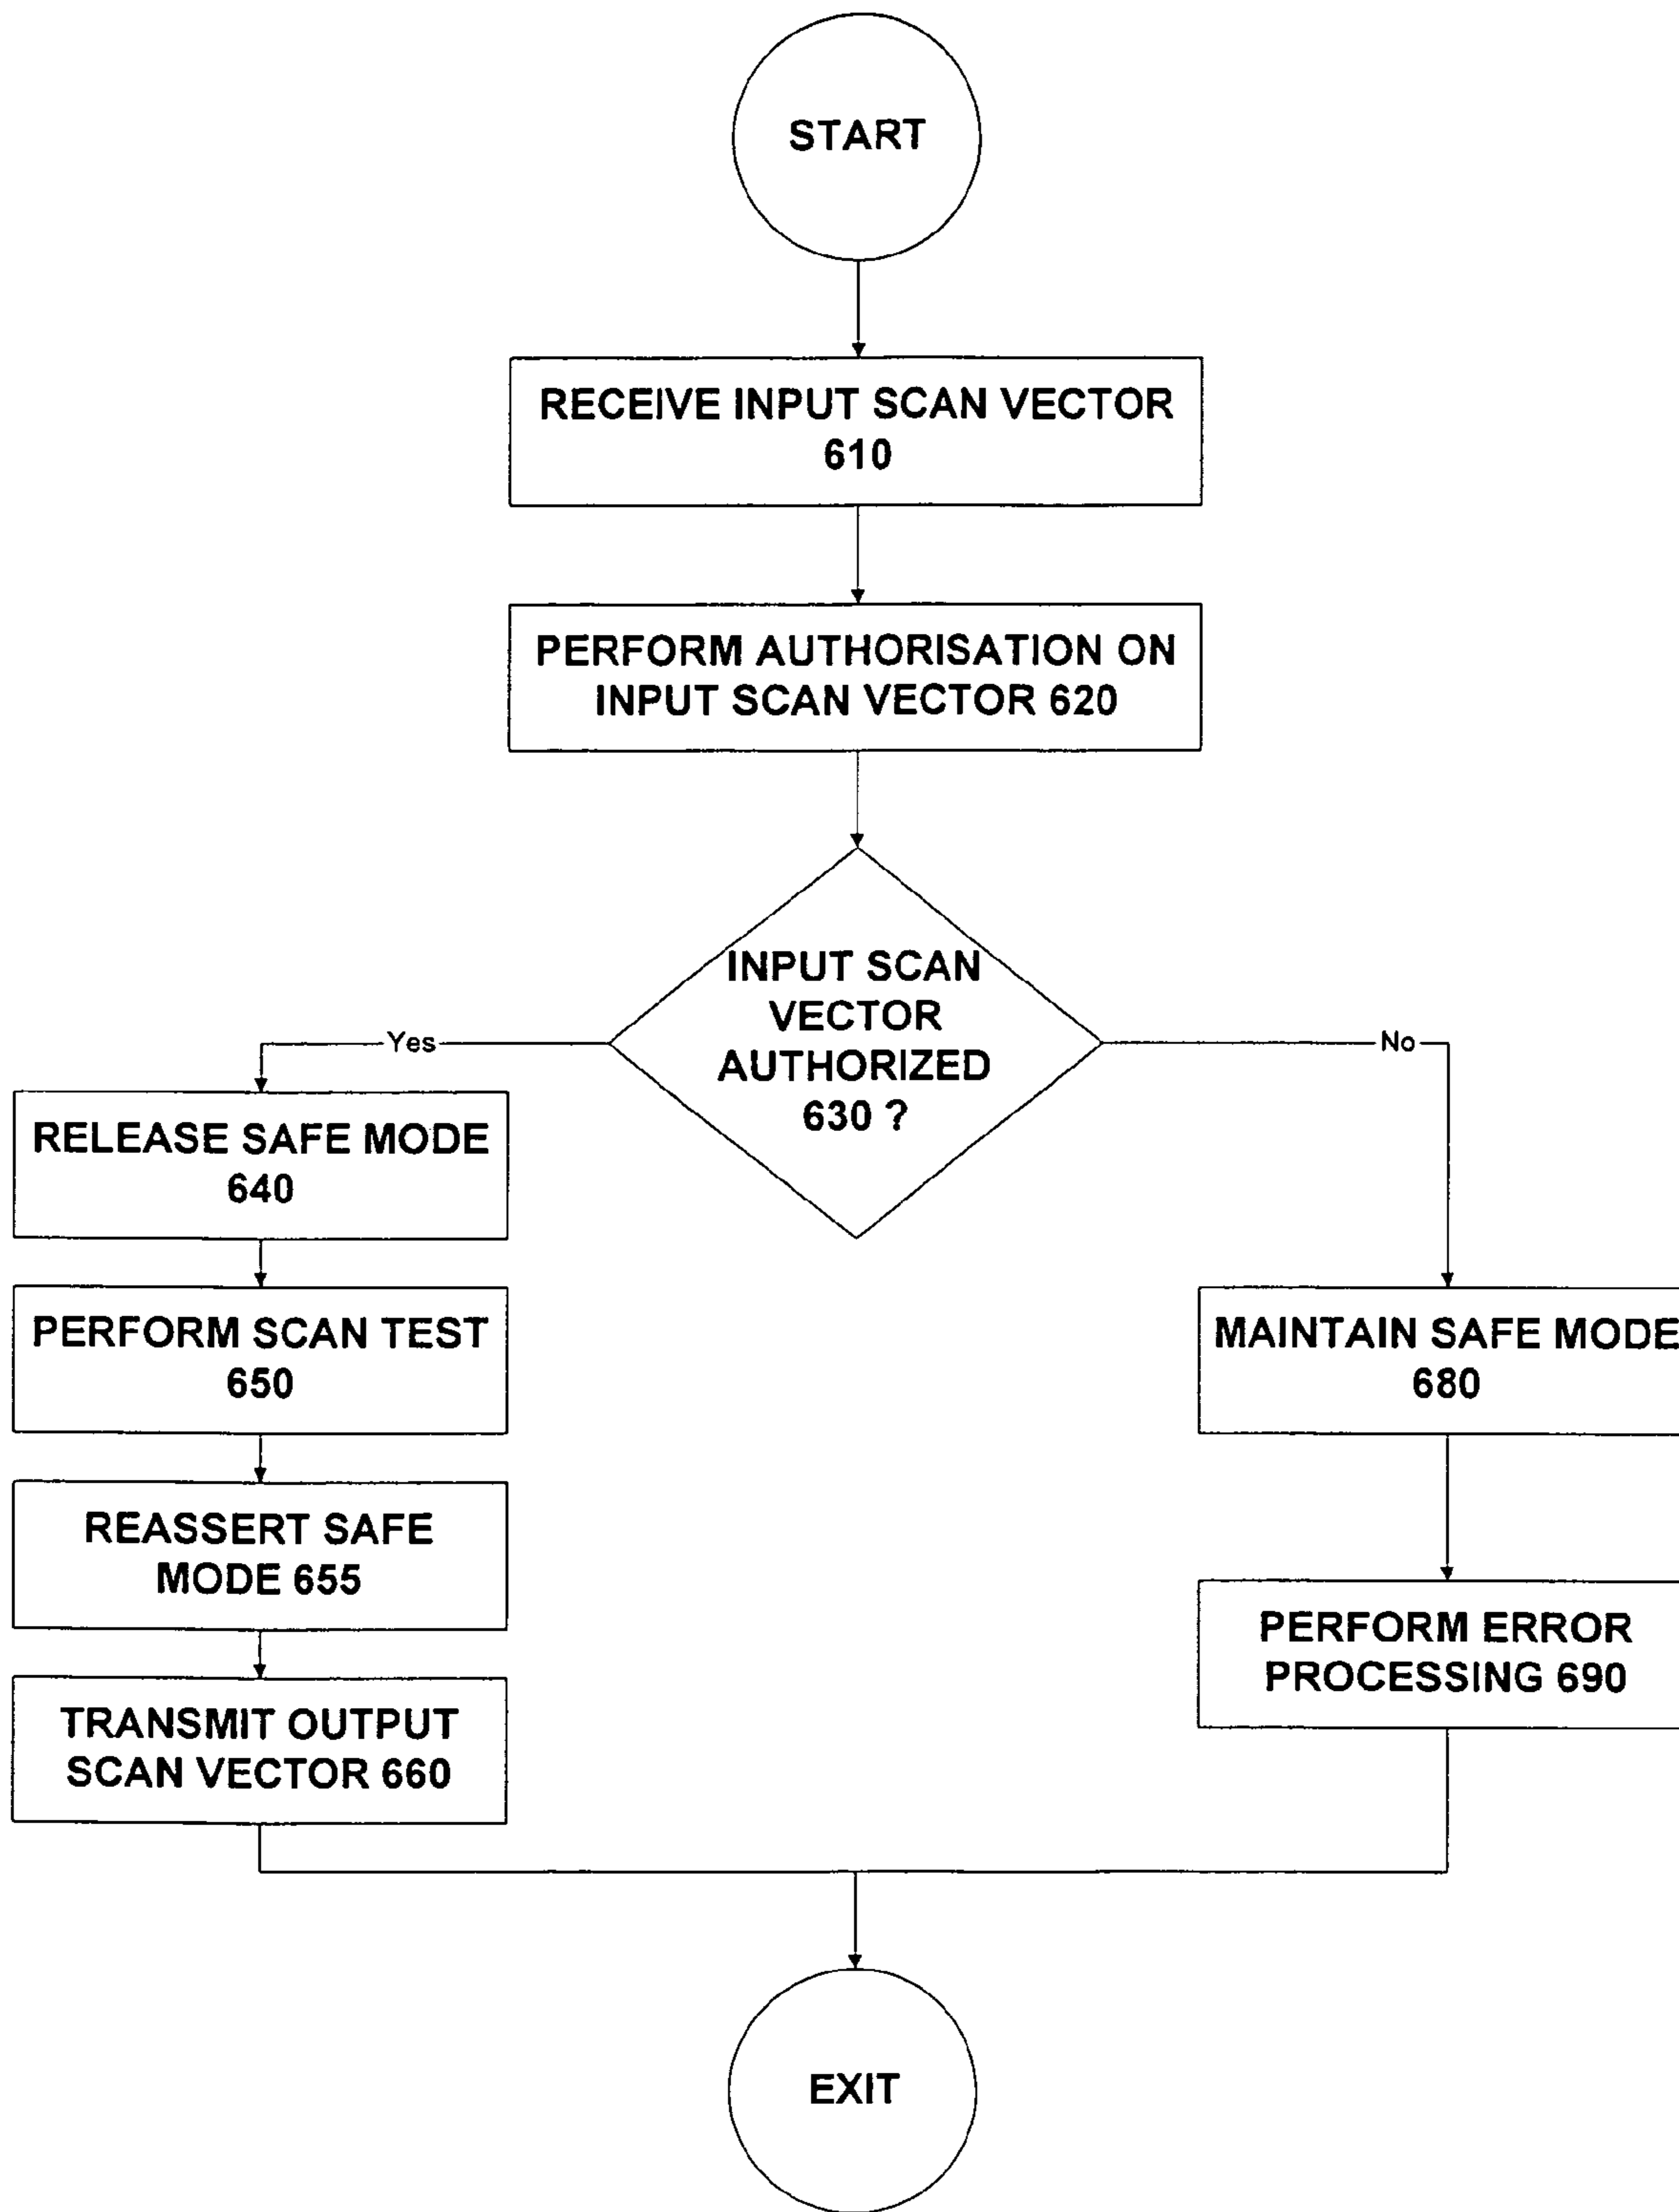 START
RECEIVE INPUT SCAN VECTOR
610
PERFORM AUTHORISATION ON
INPUT SCAN VECTOR 620
INPUT SCAN
VECTOR
AUTHORIZED
630 ?
Yes
No
RELEASE SAFE MODE
640
PERFORM SCAN TEST
650
REASSERT SAFE
MODE 655
TRANSMIT OUTPUT
SCAN VECTOR 660
MAINTAIN SAFE MODE
680
PERFORM ERROR
PROCESSING 690
EXIT